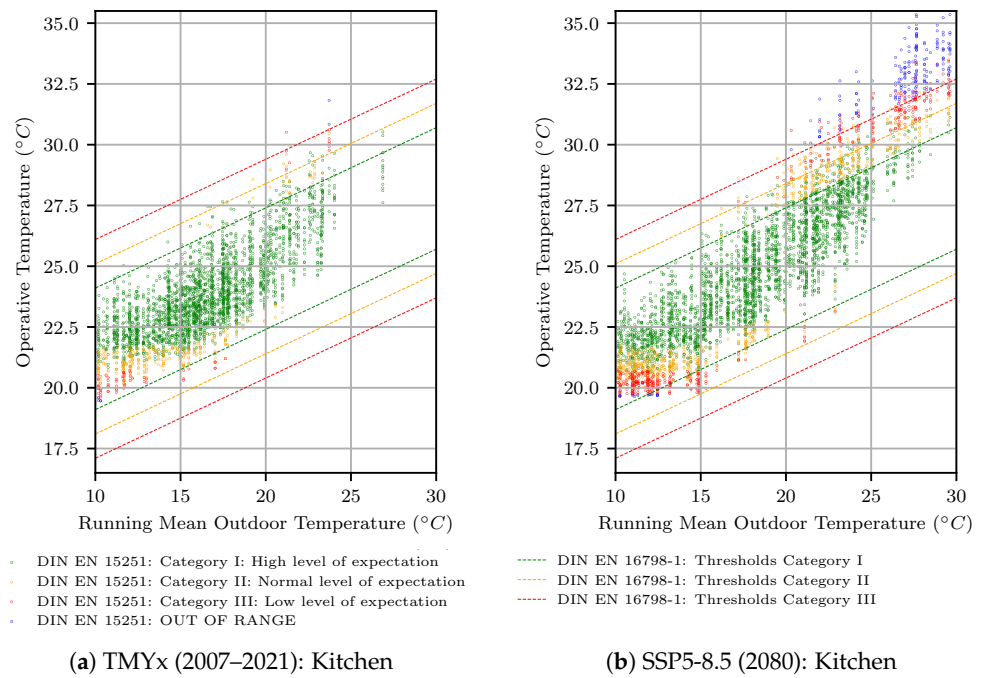 35.0
32.5
30.0
27.5
25.0
22.5
20.0
17.5
Operative Temperature (°C)
10 15 20 25 30
Running Mean Outdoor Temperature (°C)
35.0
32.5
30.0
27.5
25.0
22.5
20.0
17.5
Operative Temperature (°C)
10 15 20 25 30
Running Mean Outdoor Temperature (°C)
DIN EN 15251: Category I: High level of expectation
DIN EN 15251: Category II: Normal level of expectation
DIN EN 15251: Category III: Low level of expectation
DIN EN 15251: OUT OF RANGE
DIN EN 16798-1: Thresholds Category I
DIN EN 16798-1: Thresholds Category II
DIN EN 16798-1: Thresholds Category III
(a) TMYx (2007–2021): Kitchen
(b) SSP5-8.5 (2080): Kitchen